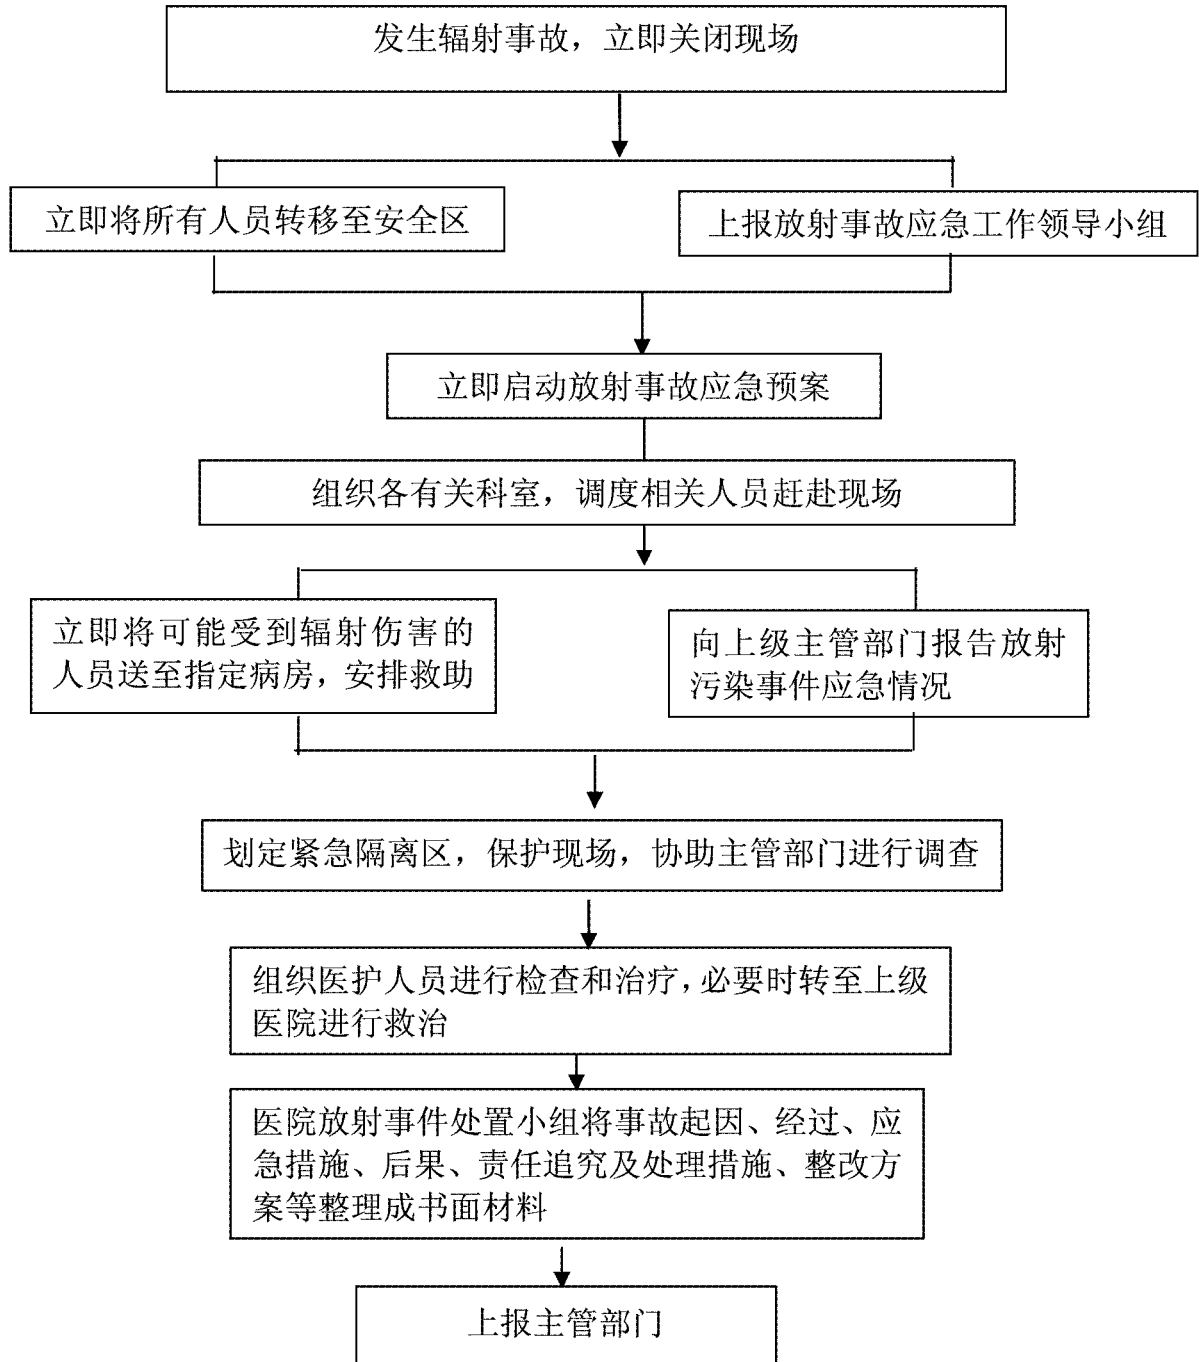 发生辐射事故，立即关闭现场
立即将所有人员转移至安全区
上报放射事故应急工作领导小组
立即启动放射事故应急预案
组织各有关科室，调度相关人员赶赴现场
立即将可能受到辐射伤害的
人员送至指定病房，安排救助
向上级主管部门报告放射
污染事件应急情况
划定紧急隔离区，保护现场，协助主管部门进行调查
组织医护人员进行检查和治疗，必要时转至上级
医院进行救治
医院放射事件处置小组将事故起因、经过、应
急措施、后果、责任追究及处理措施、整改方
案等整理成书面材料
上报主管部门